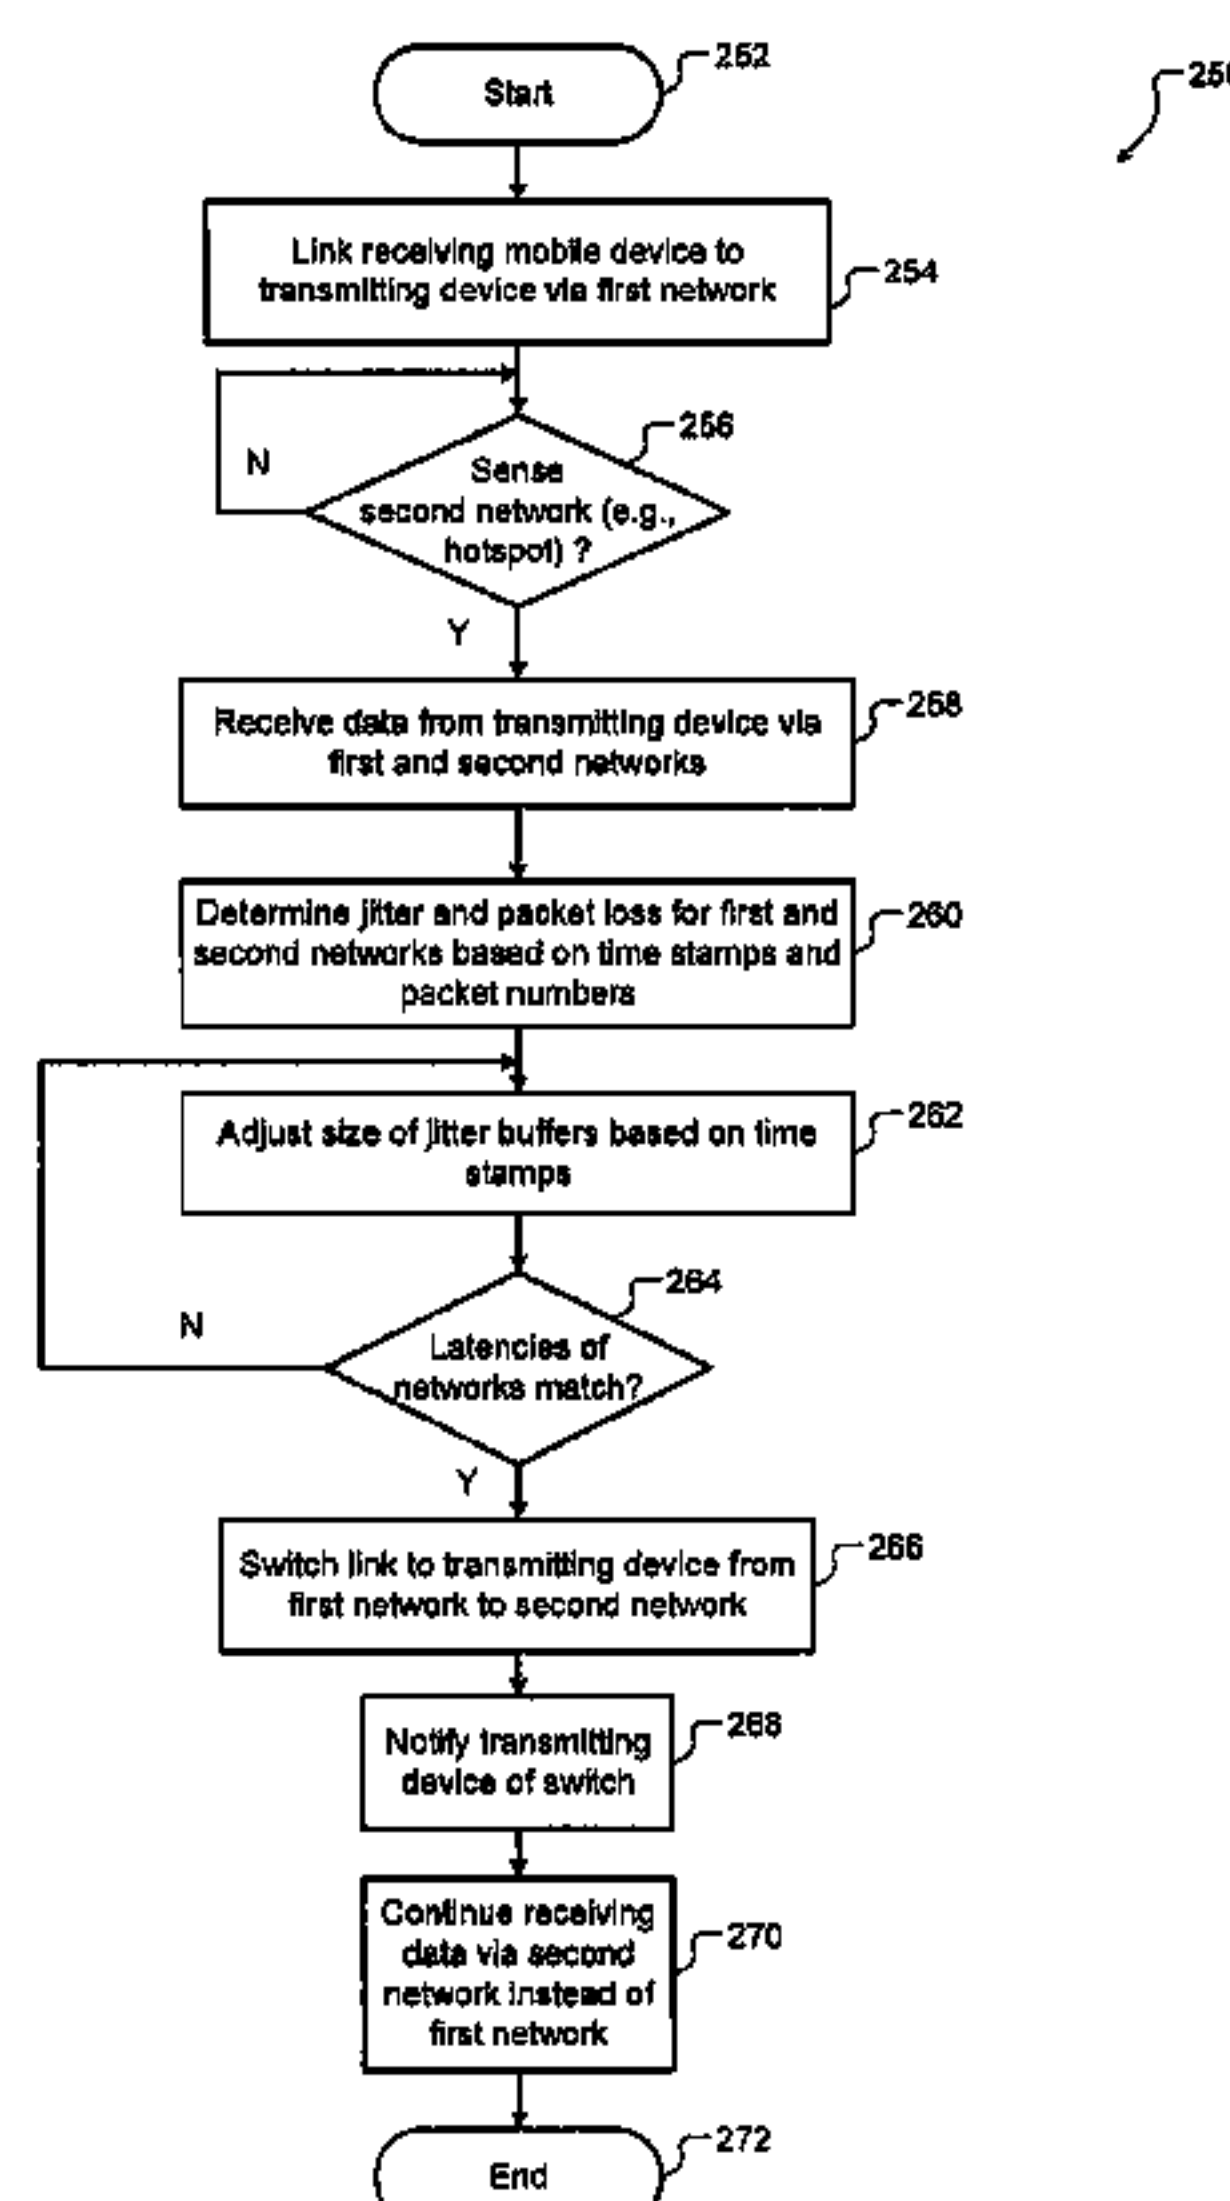 Start
252
Link receiving mobile device to
transmitting device via first network
254
N
256
Sense
second network (e.g.,
hotspot) ?
Y
Receive data from transmitting device via
first and second networks
258
Determine jitter and packet loss for first and
second networks based on time stamps and
packet numbers
260
Adjust size of jitter buffers based on time
stamps
262
264
N
Latencies of
networks match?
Y
Switch link to transmitting device from
first network to second network
266
Notify transmitting
device of switch
268
Continue receiving
data via second
network instead of
first network
270
End
272